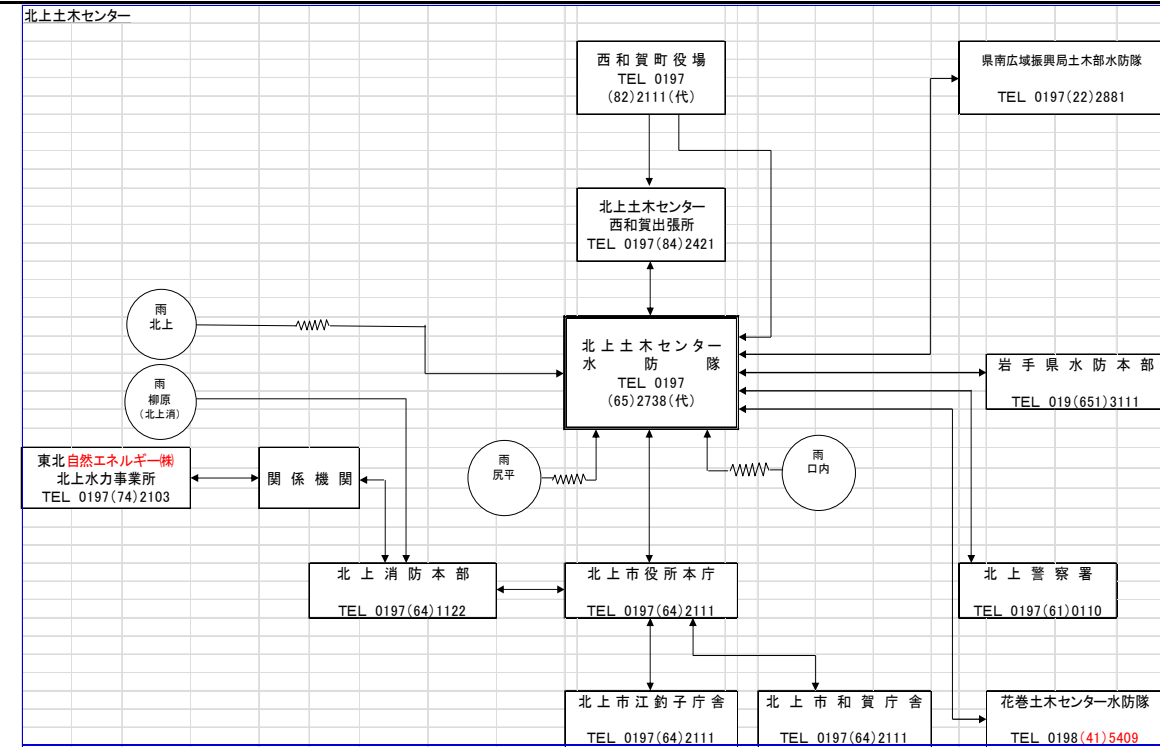 北上土木センター
西和賀町役場
TEL 0197
(82)2111(代)
県南広域振興局土木部水防隊
TEL 0197(22)2881
北上土木センター
西和賀出張所
TEL 0197(84)2421
雨
北上
北上土木センター
水防隊
TEL 0197
(65)2738(代)
岩手県水防本部
TEL 019(651)3111
雨
柳原
(北上消)
東北自然エネルギー㈱
北上水力事業所
TEL 0197(74)2103
関係機関
雨
尻平
雨
口内
北上消防本部
TEL 0197(64)1122
北上市役所本庁
TEL 0197(64)2111
北上警察署
TEL 0197(61)0110
北上市江釣子庁舎
TEL 0197(64)2111
北上市和賀庁舎
TEL 0197(64)2111
花巻土木センター水防隊
TEL 0198(41)5409